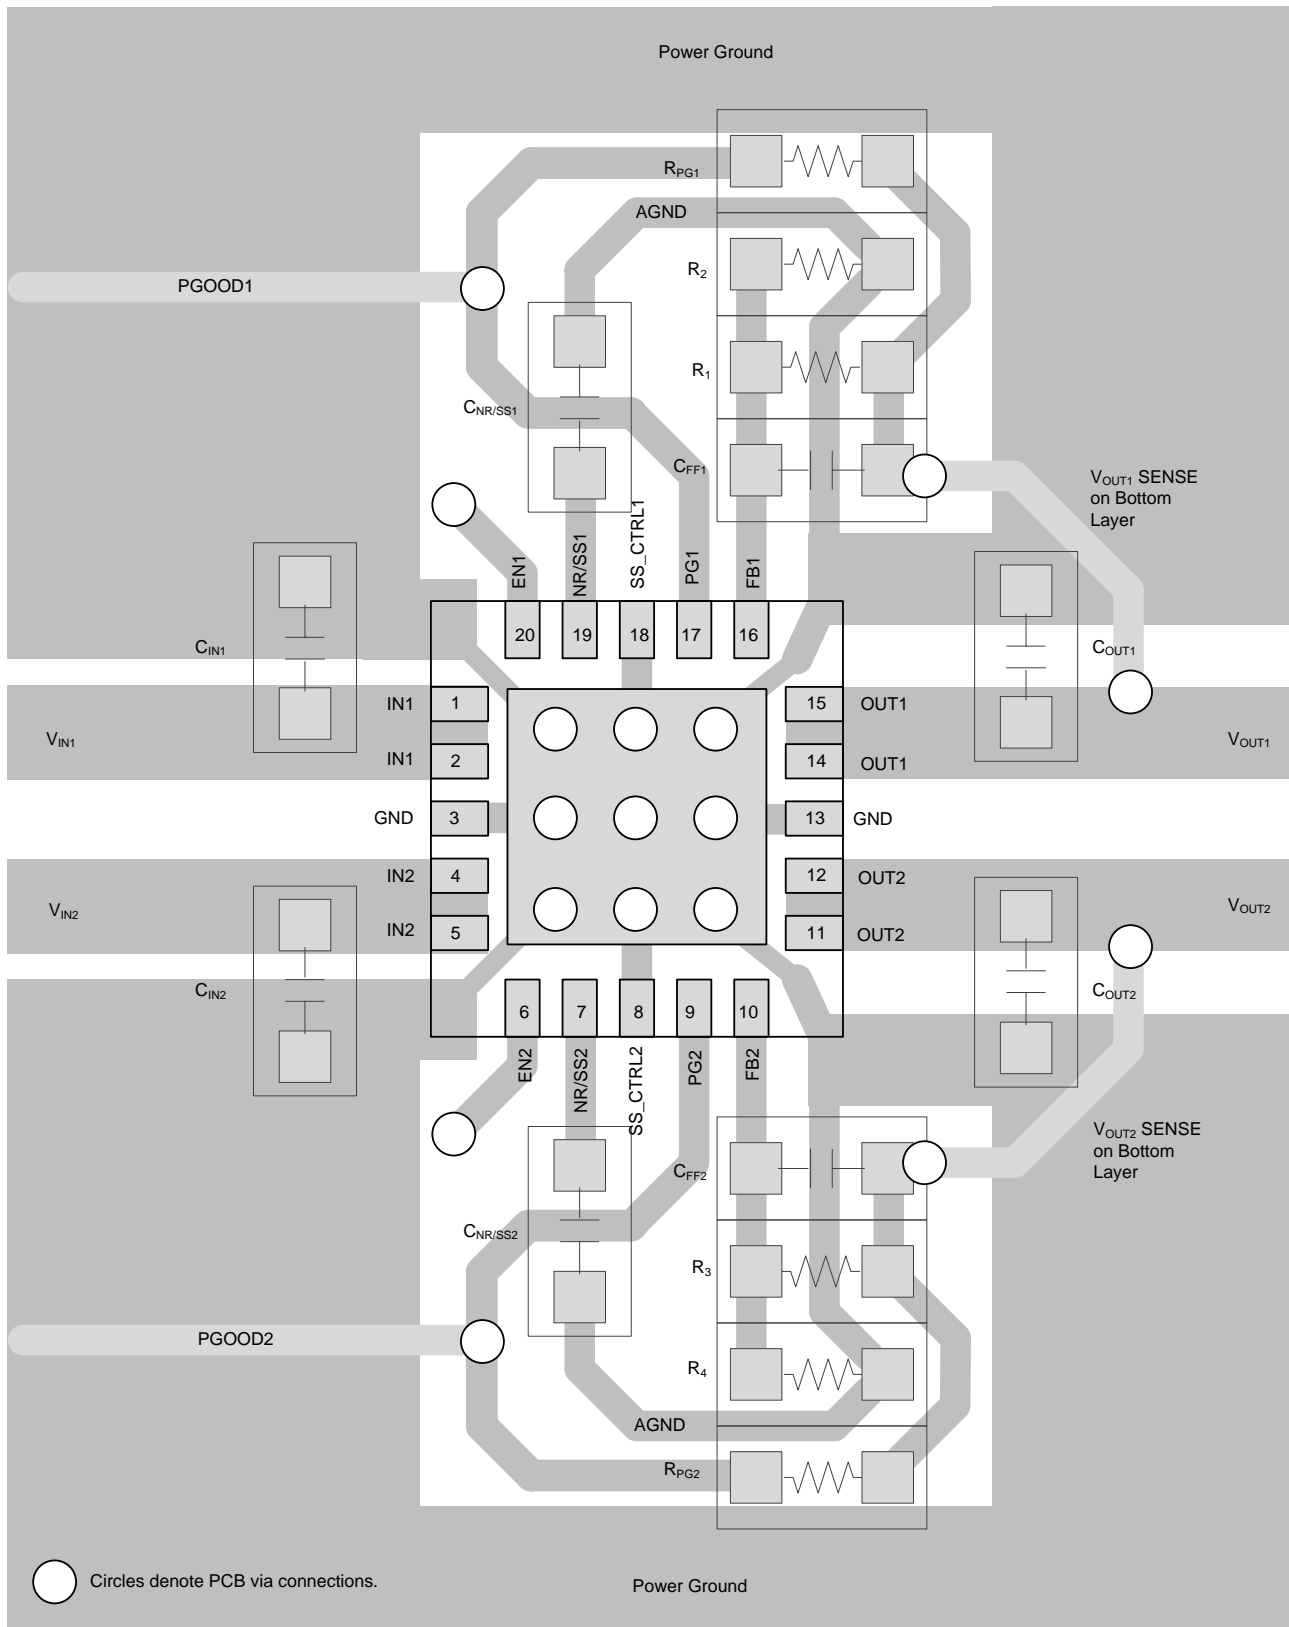 Power Ground
RPG1
AGND
R2
PGOOD1
R1
CNR/SS1
CFF1
VOUT1 SENSE
on Bottom
Layer
EN1
NR/SS1
SS_CTRL1
PG1
FB1
20
19
18
17
16
CIN1
COUT1
IN1
1
15
OUT1
VIN1
VOUT1
IN1
2
14
OUT1
GND
3
13
GND
IN2
4
12
OUT2
VIN2
VOUT2
IN2
5
11
OUT2
CIN2
COUT2
6
7
8
9
10
EN2
NR/SS2
SS_CTRL2
PG2
FB2
VOUT2 SENSE
on Bottom
Layer
CFF2
CNR/SS2
R3
PGOOD2
R4
AGND
RPG2
Circles denote PCB via connections.
Power Ground